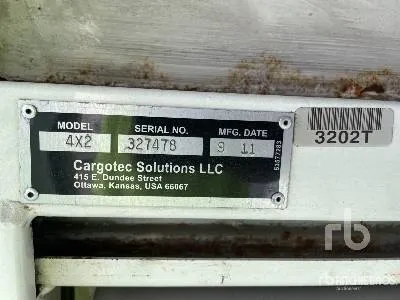 MODEL SERIAL NO. MFG. DATE
4X2 327478 9 11
Cargotec Solutions LLC
415 E. Dundee Street
Ottawa, Kansas, USA 66067
3202T
rb